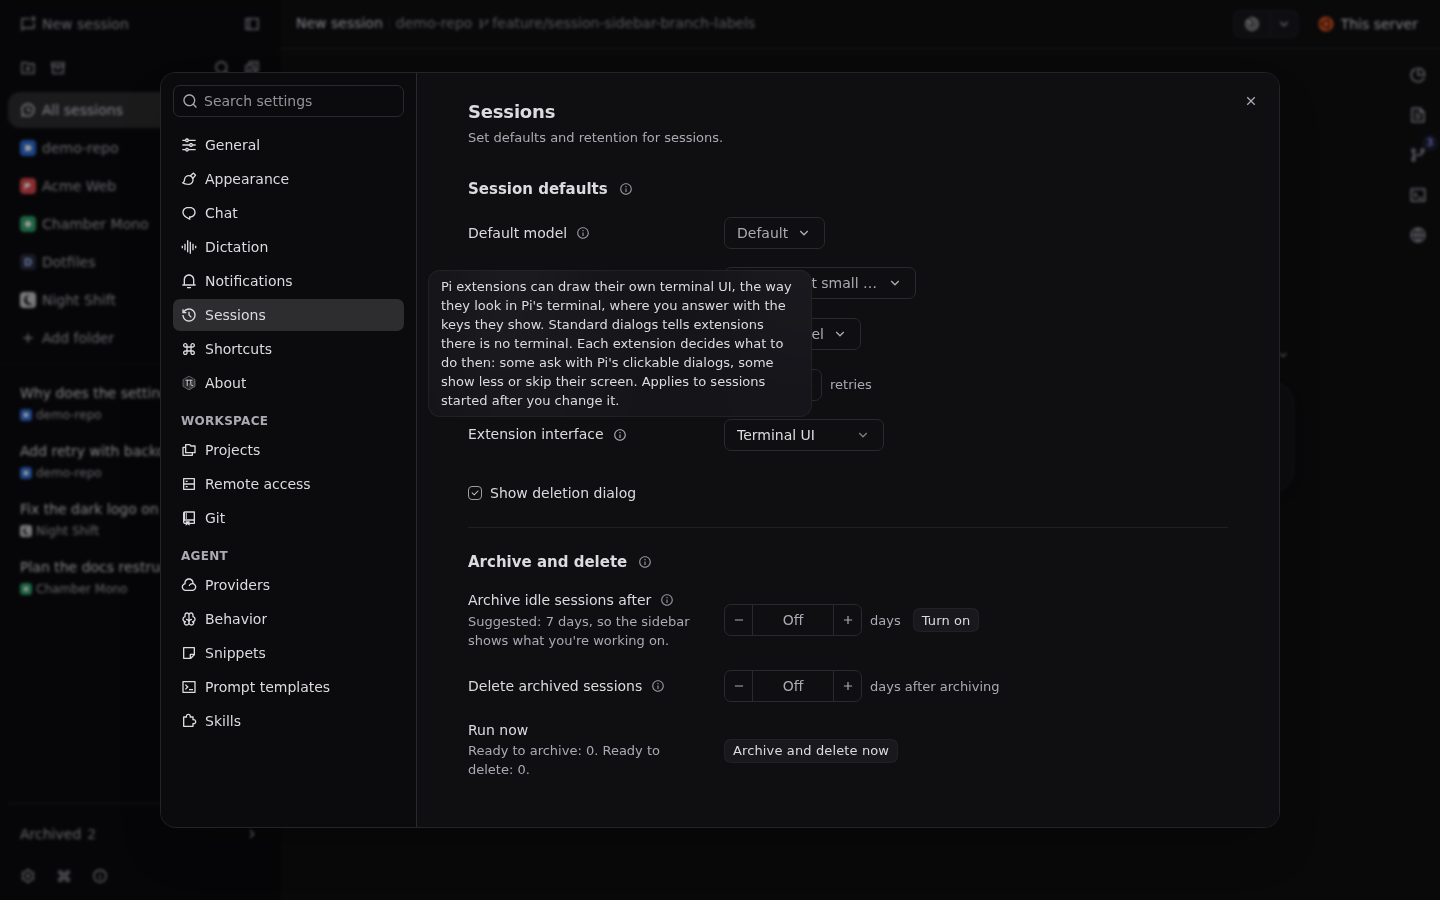 New session
New session demo-repo feature/session-sidebar-branch-labels
This server
All sessions
demo-repo
Acme Web
Chamber Mono
Dotfiles
Night Shift
Add folder
Why does the settin
demo-repo
Add retry with back
demo-repo
Fix the dark logo on
Night Shift
Plan the docs restru
Chamber Mono
Archived 2
Search settings
General
Appearance
Chat
Dictation
Notifications
Sessions
Shortcuts
About
WORKSPACE
Projects
Remote access
Git
AGENT
Providers
Behavior
Snippets
Prompt templates
Skills
Sessions
Set defaults and retention for sessions.
Session defaults
Default model
Default
t small ...
el
retries
Pi extensions can draw their own terminal UI, the way
they look in Pi's terminal, where you answer with the
keys they show. Standard dialogs tells extensions
there is no terminal. Each extension decides what to
do then: some ask with Pi's clickable dialogs, some
show less or skip their screen. Applies to sessions
started after you change it.
Extension interface
Terminal UI
Show deletion dialog
Archive and delete
Archive idle sessions after
Suggested: 7 days, so the sidebar
shows what you're working on.
− Off + days Turn on
Delete archived sessions
− Off + days after archiving
Run now
Ready to archive: 0. Ready to
delete: 0.
Archive and delete now